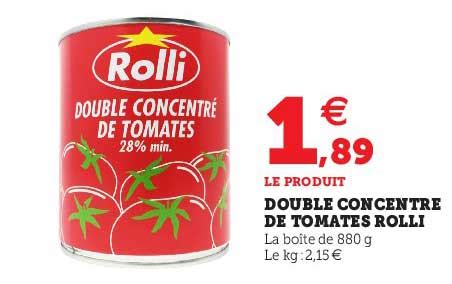 Rolli
DOUBLE CONCENTRÉ
DE TOMATES
28% min.
1€,89
LE PRODUIT
DOUBLE CONCENTRE
DE TOMATES ROLLI
La boîte de 880 g
Le kg:2,15€